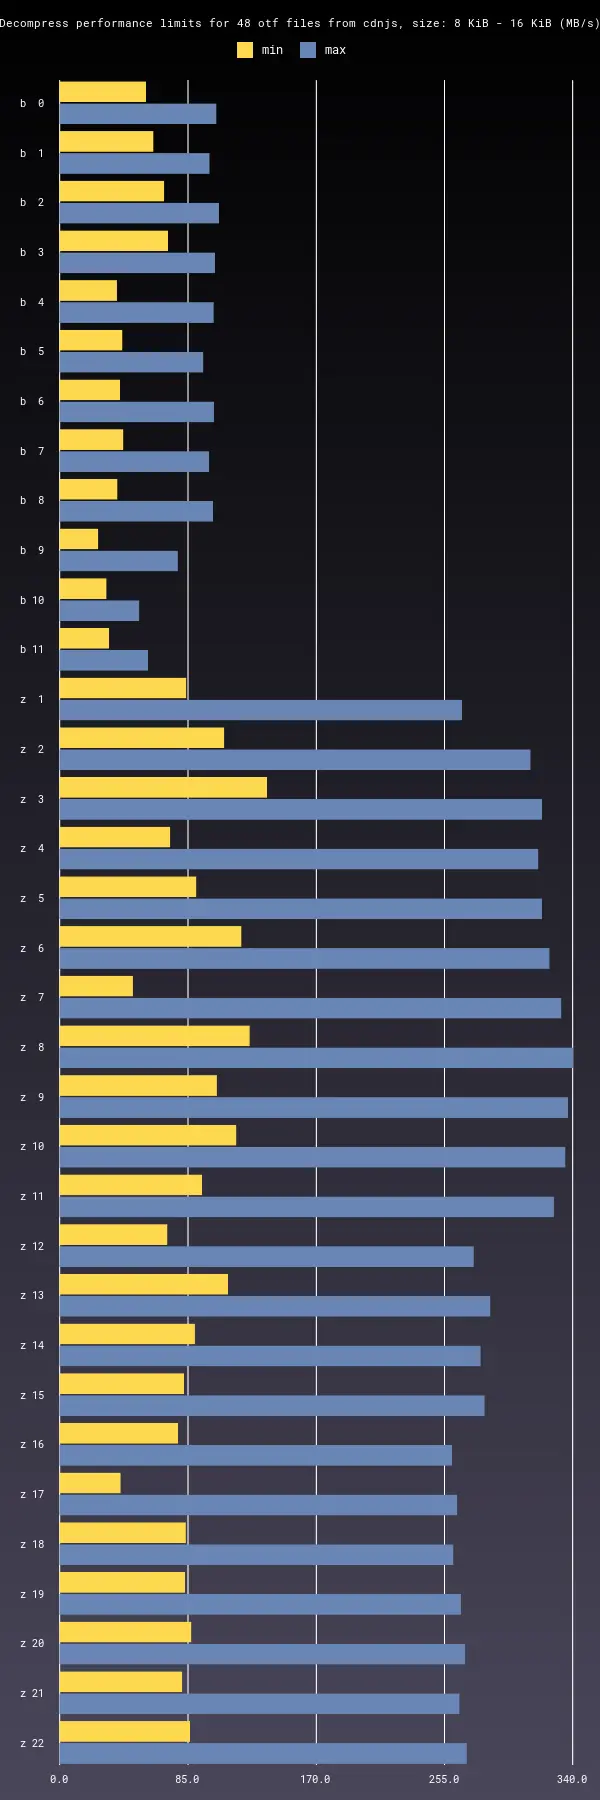 Decompress performance limits for 48 otf files from cdnjs, size: 8 KiB - 16 KiB (MB/s)
min max
b 0
b 1
b 2
b 3
b 4
b 5
b 6
b 7
b 8
b 9
b 10
b 11
z 1
z 2
z 3
z 4
z 5
z 6
z 7
z 8
z 9
z 10
z 11
z 12
z 13
z 14
z 15
z 16
z 17
z 18
z 19
z 20
z 21
z 22
0.0 85.0 170.0 255.0 340.0